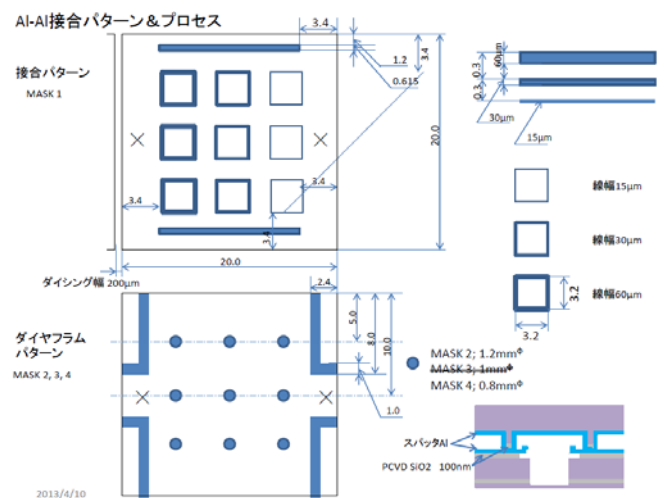 Al-Al接合パターン＆プロセス
3.4
接合パターン
MASK 1
1.2
0.615
3.4
20.0
3.4
3.4
3.4
20.0
ダイシング幅 200μm
0.3
60μm
0.3
30μm
15μm
線幅15μm
線幅30μm
線幅60μm
3.2
3.2
ダイヤフラム
パターン
MASK 2, 3, 4
2.4
5.0
8.0
10.0
1.0
MASK 2; 1.2mmΦ
MASK 3; 1mmΦ
MASK 4; 0.8mmΦ
スパッタAl
PCVD SiO2 100nm
2013/4/10